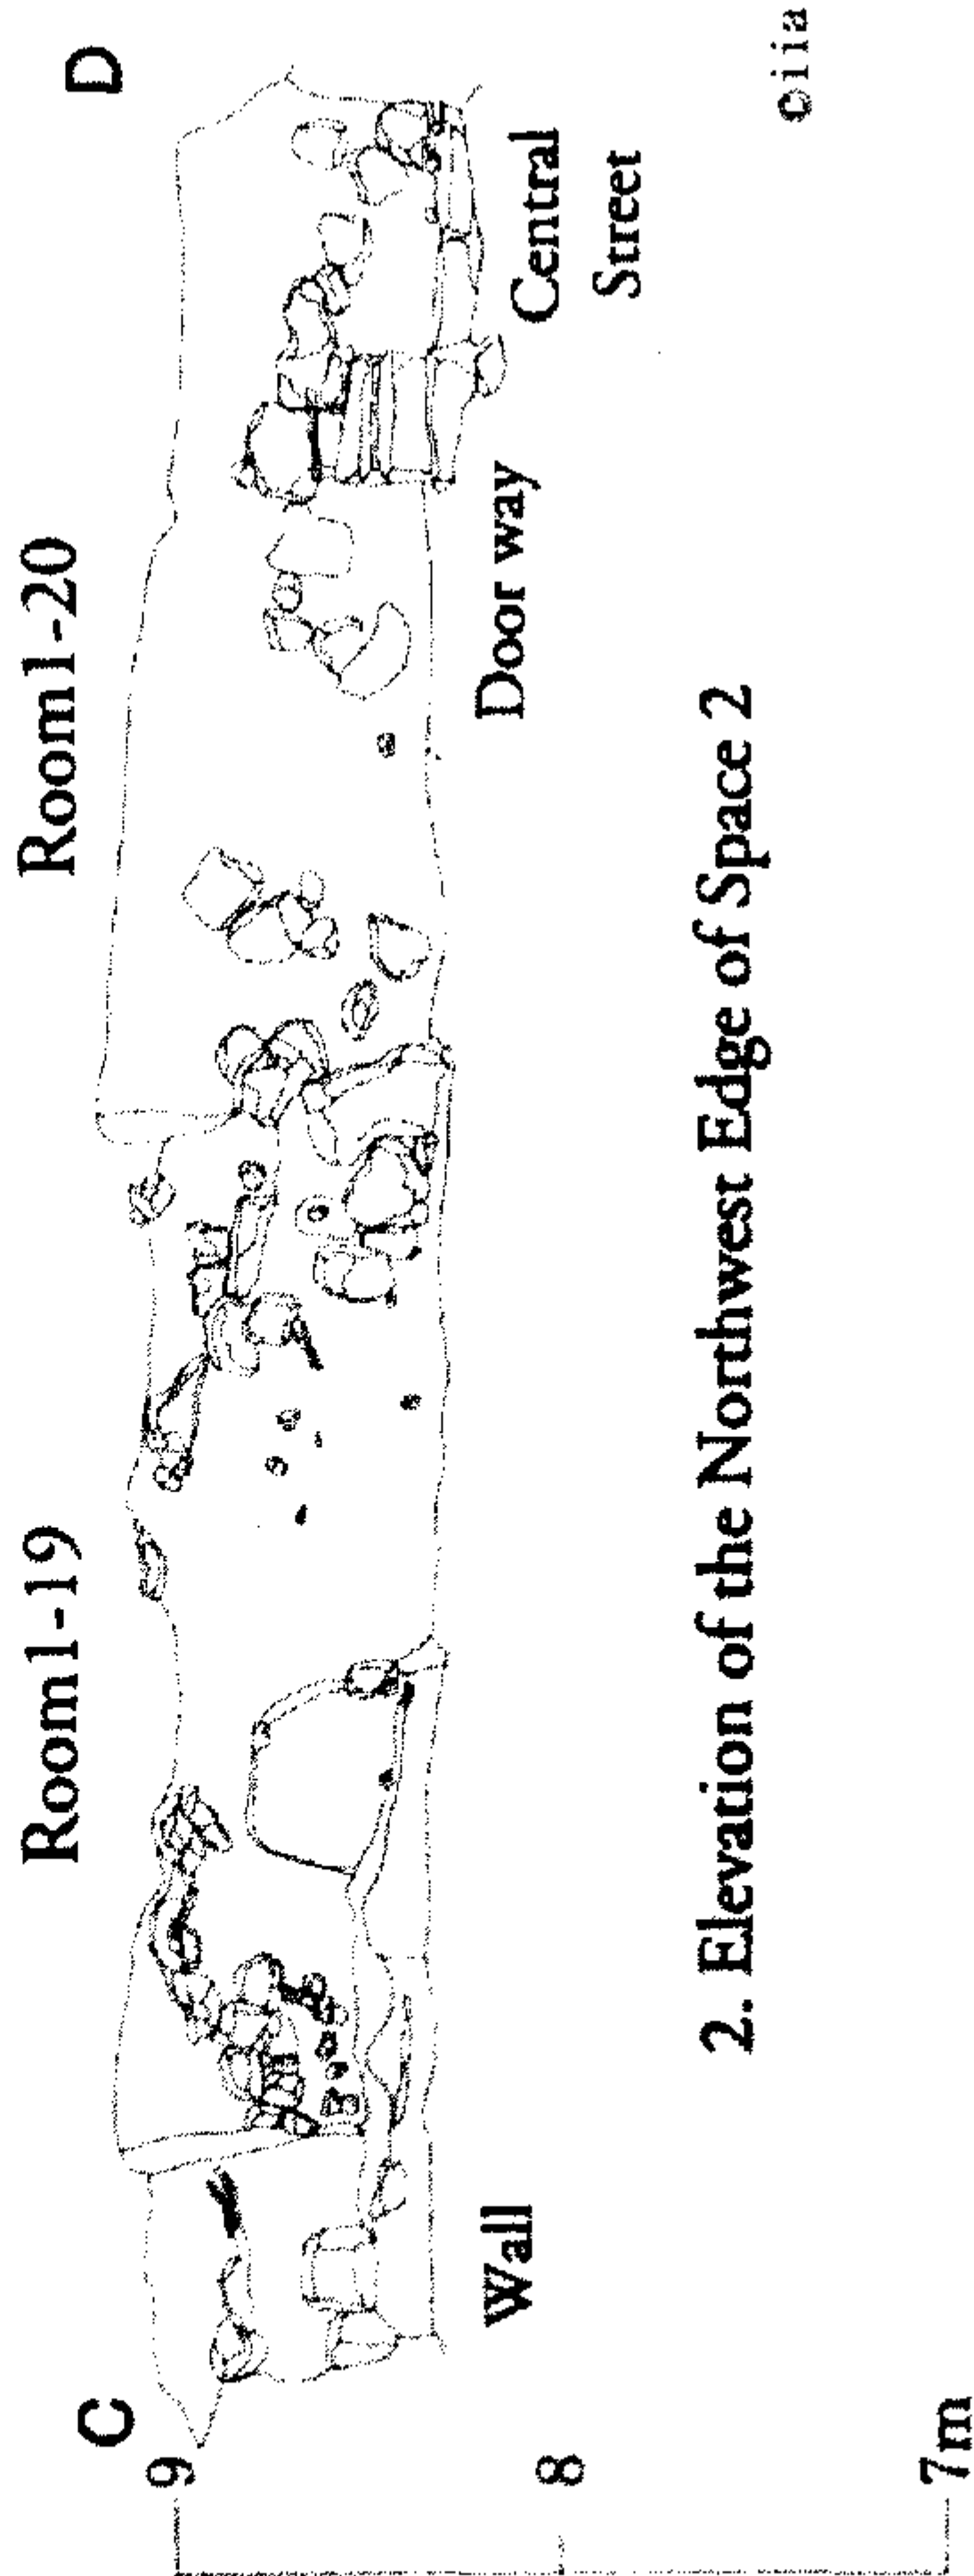 C
D
Room1-19
Room1-20
9
8
7m
Wall
Door way
Central
Street
2. Elevation of the Northwest Edge of Space 2
©iia